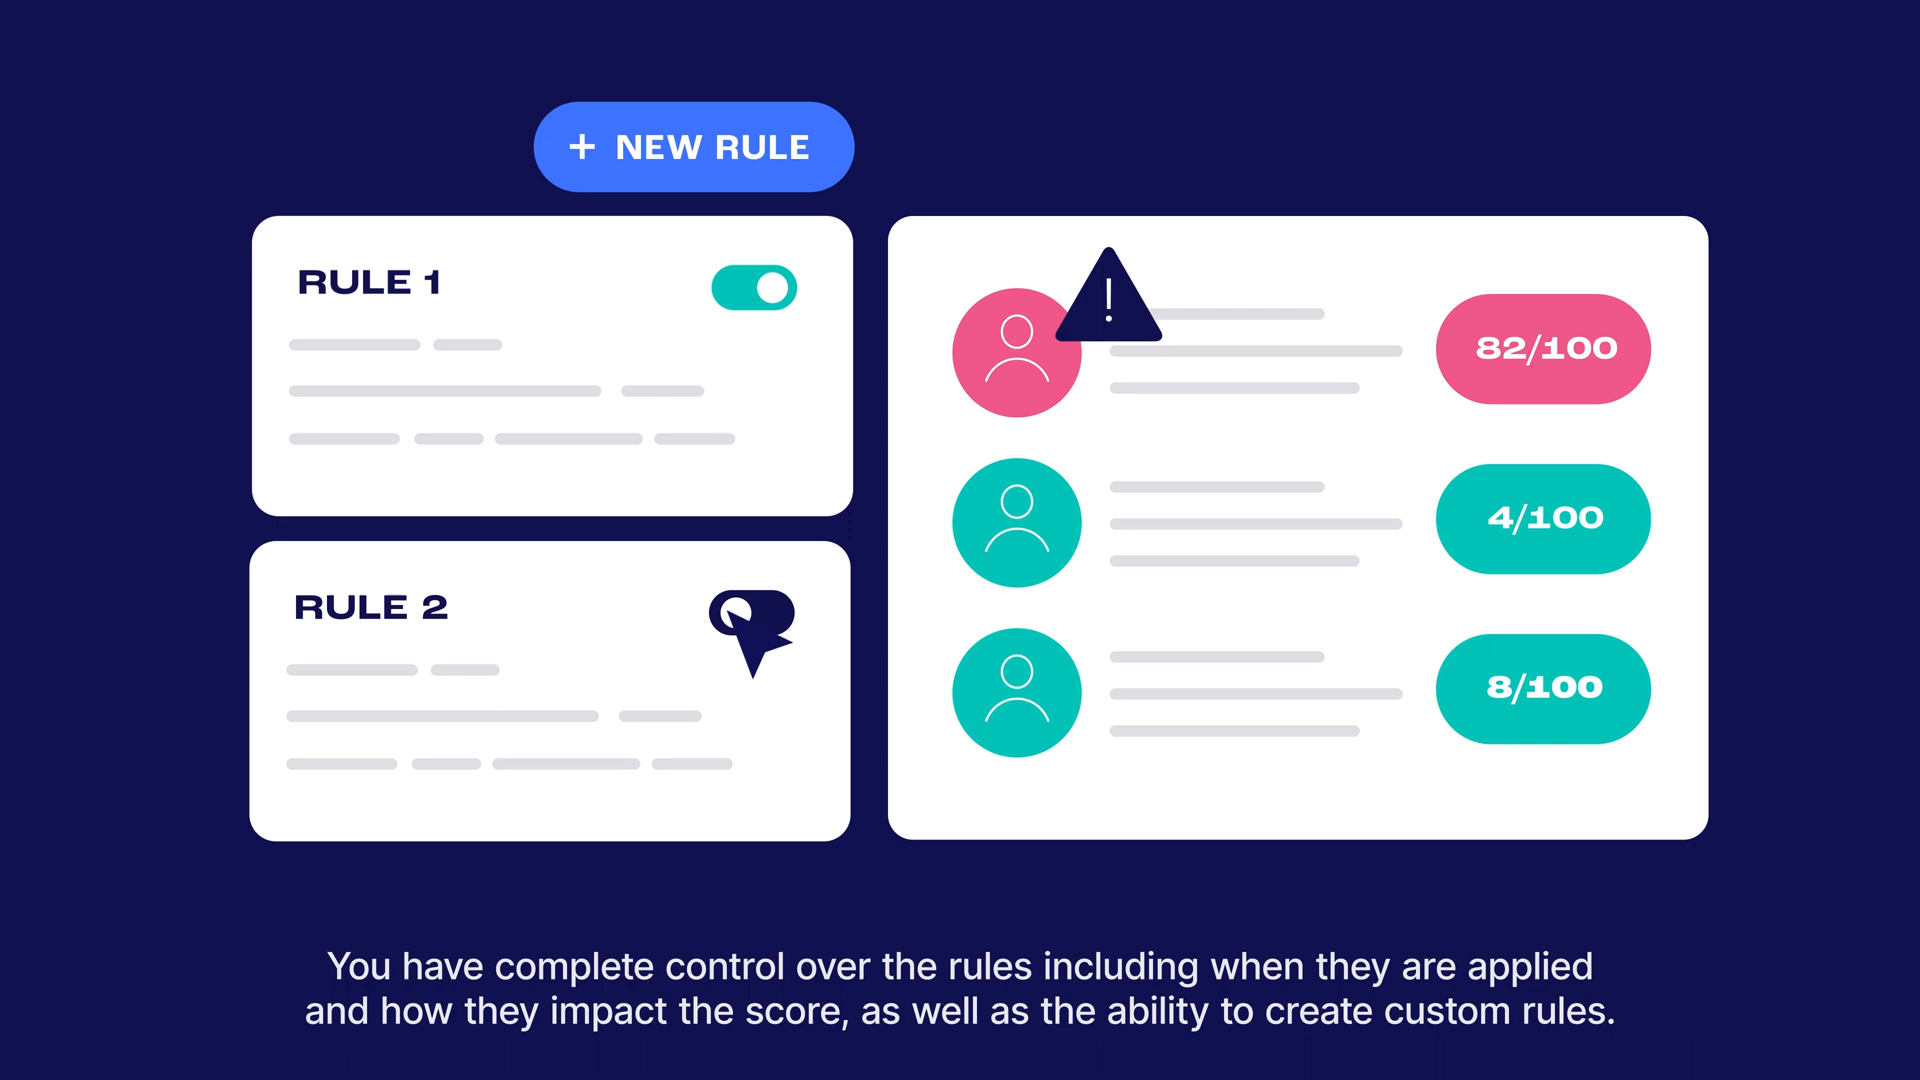 + NEW RULE
RULE 1
RULE 2
!
82/100
4/100
8/100
You have complete control over the rules including when they are applied
and how they impact the score, as well as the ability to create custom rules.